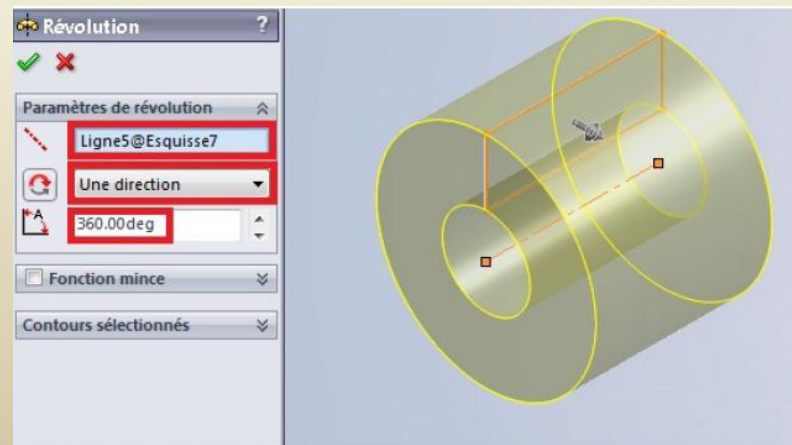 Révolution ?
Paramètres de révolution
Ligne5@Esquisse7
Une direction
A
360.00deg
Fonction mince
Contours sélectionnés